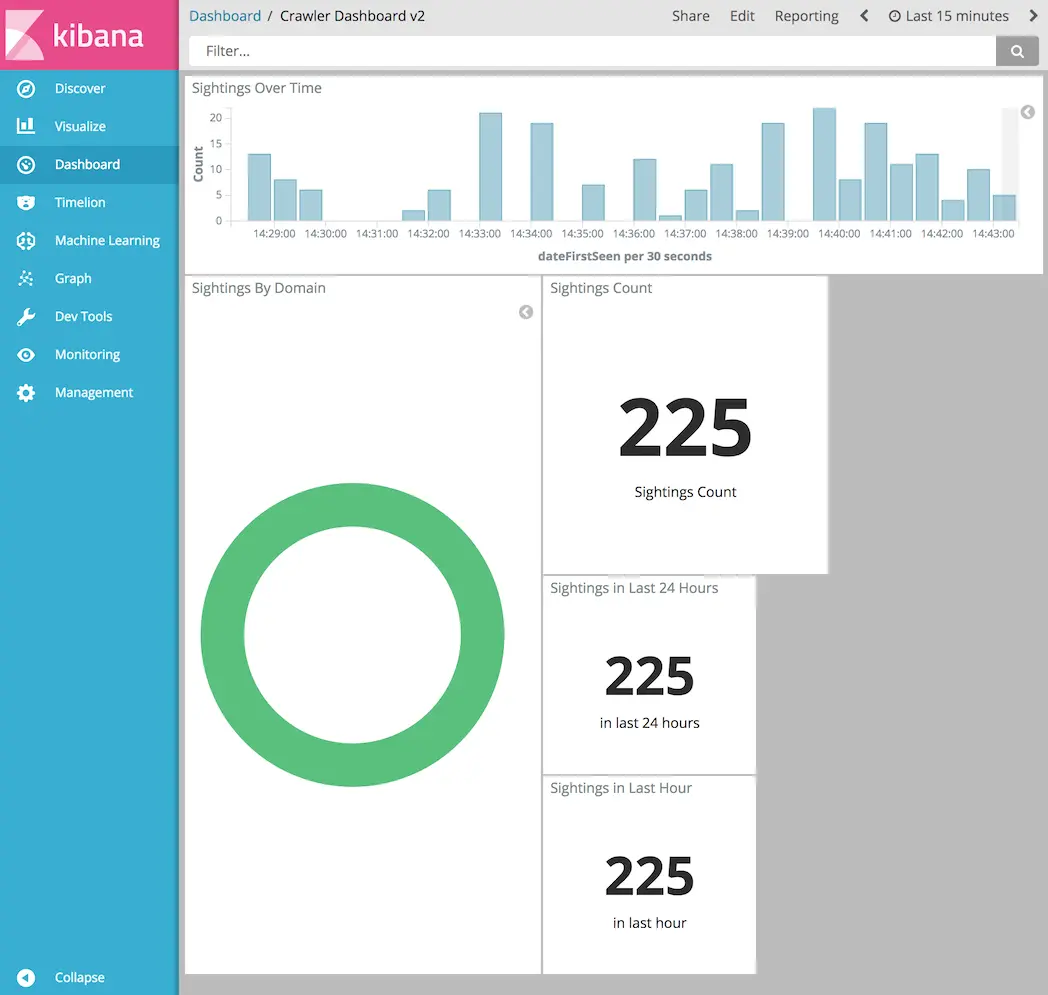 kibana
Dashboard / Crawler Dashboard v2
Share Edit Reporting Last 15 minutes
Filter...
Discover
Visualize
Dashboard
Timelion
Machine Learning
Graph
Dev Tools
Monitoring
Management
Collapse
Sightings Over Time
Count
20
15
10
5
0
14:29:00 14:30:00 14:31:00 14:32:00 14:33:00 14:34:00 14:35:00 14:36:00 14:37:00 14:38:00 14:39:00 14:40:00 14:41:00 14:42:00 14:43:00
dateFirstSeen per 30 seconds
Sightings By Domain
Sightings Count
225
Sightings Count
Sightings in Last 24 Hours
225
in last 24 hours
Sightings in Last Hour
225
in last hour